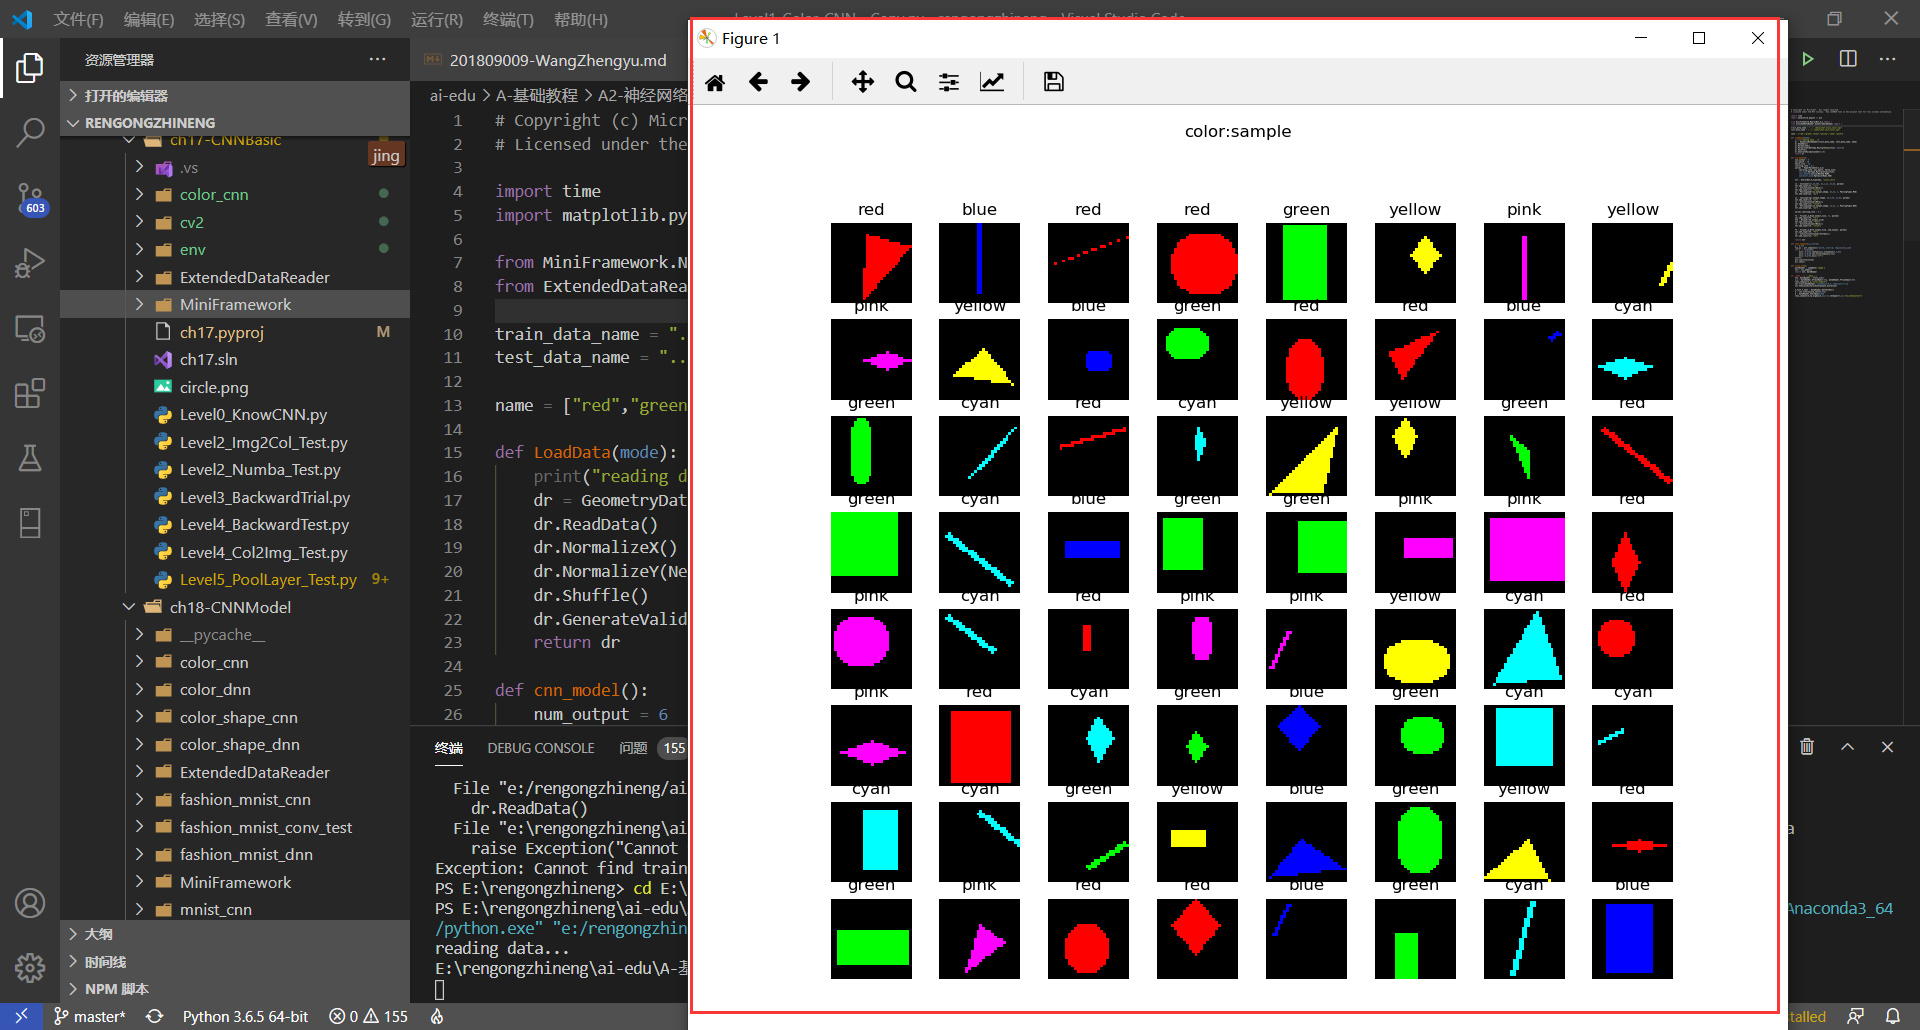 文件(F) 编辑(E) 选择(S) 查看(V) 转到(G) 运行(R) 终端(T) 帮助(H)
资源管理器
打开的编辑器
RENGONGZHINENG
ch17-CNNBasic
jing
.vs
color_cnn
cv2
env
ExtendedDataReader
MiniFramework
ch17.pyproj M
ch17.sln
circle.png
Level0_KnowCNN.py
Level2_Img2Col_Test.py
Level2_Numba_Test.py
Level3_BackwardTrial.py
Level4_BackwardTest.py
Level4_Col2Img_Test.py
Level5_PoolLayer_Test.py 9+
ch18-CNNModel
__pycache__
color_cnn
color_dnn
color_shape_cnn
color_shape_dnn
ExtendedDataReader
fashion_mnist_cnn
fashion_mnist_conv_test
fashion_mnist_dnn
MiniFramework
mnist_cnn
大纲
时间线
NPM 脚本
603
201809009-WangZhengyu.md
ai-edu > A-基础教程 > A2-神经网络
1 # Copyright (c) Micr
2 # Licensed under the
3
4 import time
5 import matplotlib.py
6
7 from MiniFramework.N
8 from ExtendedDataRea
9
10 train_data_name = ".
11 test_data_name = "..
12
13 name = ["red","green
14
15 def LoadData(mode):
16 print("reading d
17 dr = GeometryDat
18 dr.ReadData()
19 dr.NormalizeX()
20 dr.NormalizeY(Ne
21 dr.Shuffle()
22 dr.GenerateValid
23 return dr
24
25 def cnn_model():
26 num_output = 6
终端 DEBUG CONSOLE 问题 155
File "e:/rengongzhineng/ai
dr.ReadData()
File "e:\rengongzhineng\ai
raise Exception("Cannot
Exception: Cannot find train
PS E:\rengongzhineng> cd E:\
PS E:\rengongzhineng\ai-edu\
/python.exe" "e:/rengongzhin
reading data...
E:\rengongzhineng\ai-edu\A-基
Figure 1
color:sample
red blue red red green yellow pink yellow
pink yellow blue green red red blue cyan
green cyan red cyan yellow yellow green red
green cyan blue green green pink pink red
pink cyan red pink pink yellow cyan red
pink red cyan green blue green cyan cyan
cyan cyan green yellow blue green yellow red
green pink red red blue green cyan blue
a
Anaconda3_64
master* Python 3.6.5 64-bit 0 155
talled